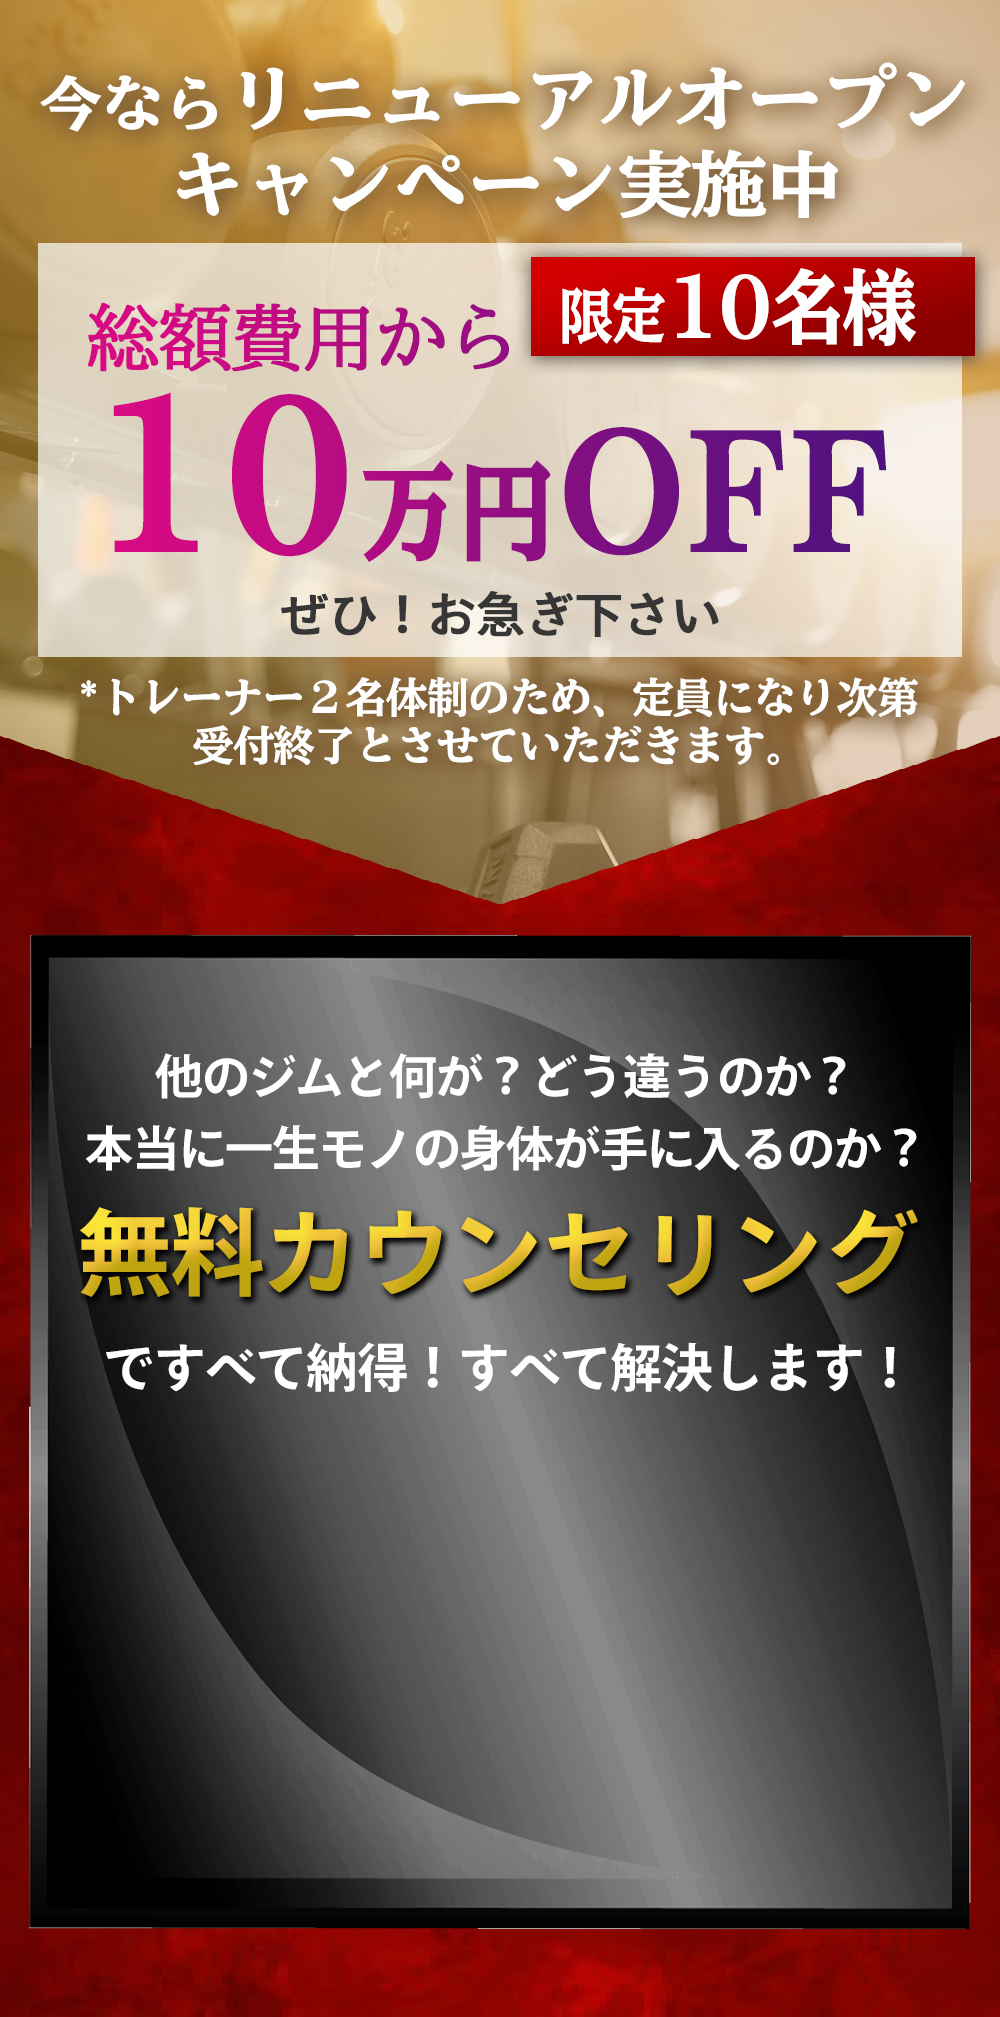 今ならリニューアルオープン
キャンペーン実施中
限定10名様
総額費用から
10万円OFF
ぜひ！お急ぎ下さい
*トレーナー２名体制のため、定員になり次第
受付終了とさせていただきます。
他のジムと何が？どう違うのか？
本当に一生モノの身体が手に入るのか？
無料カウンセリング
ですべて納得！すべて解決します！